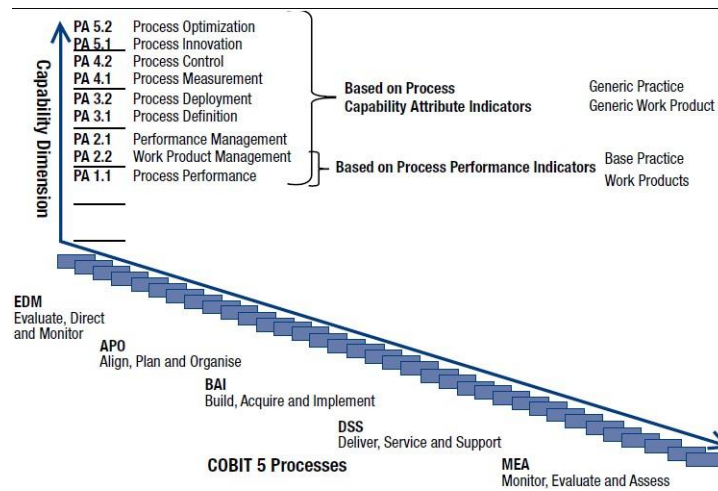 PA 5.2 Process Optimization
PA 5.1 Process Innovation
PA 4.2 Process Control
PA 4.1 Process Measurement
PA 3.2 Process Deployment
PA 3.1 Process Definition
PA 2.1 Performance Management
PA 2.2 Work Product Management
PA 1.1 Process Performance
Capability Dimension
Based on Process
Capability Attribute Indicators
Generic Practice
Generic Work Product
Based on Process Performance Indicators
Base Practice
Work Products
EDM
Evaluate, Direct
and Monitor
APO
Align, Plan and Organise
BAI
Build, Acquire and Implement
DSS
Deliver, Service and Support
MEA
Monitor, Evaluate and Assess
COBIT 5 Processes